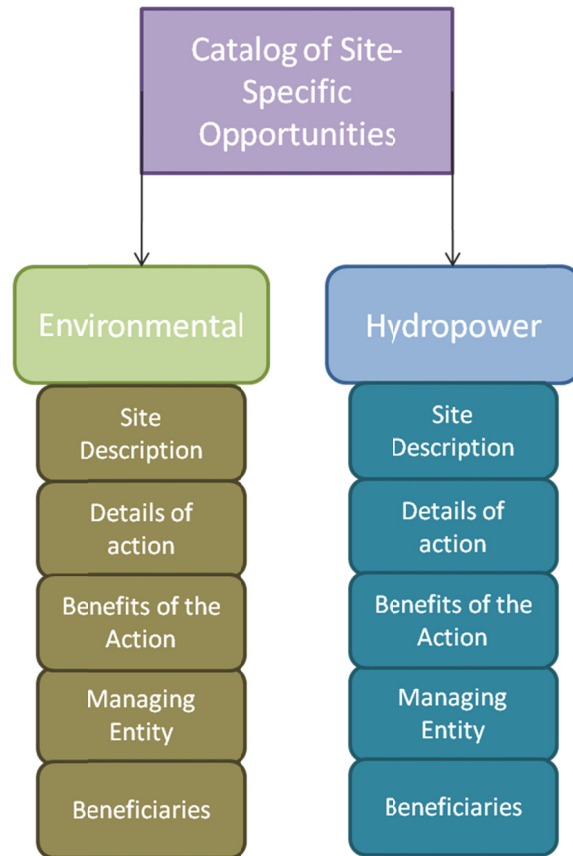 Catalog of Site-
Specific
Opportunities
Environmental
Site
Description
Details of
action
Benefits of the
Action
Managing
Entity
Beneficiaries
Hydropower
Site
Description
Details of
action
Benefits of the
Action
Managing
Entity
Beneficiaries